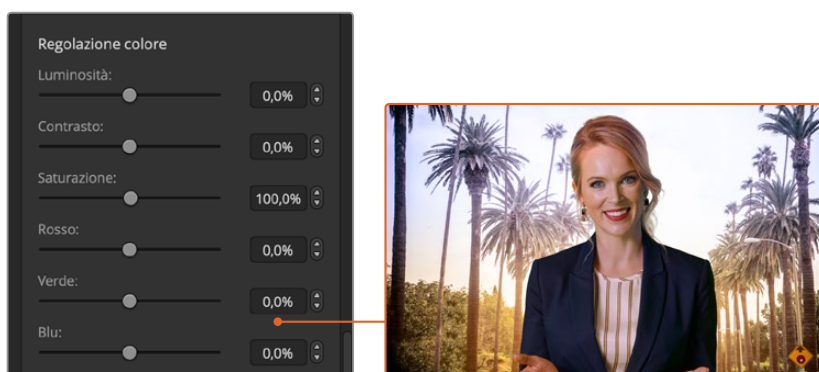 Regolazione colore
Luminosità:
0,0%
Contrasto:
0,0%
Saturazione:
100,0%
Rosso:
0,0%
Verde:
0,0%
Blu:
0,0%